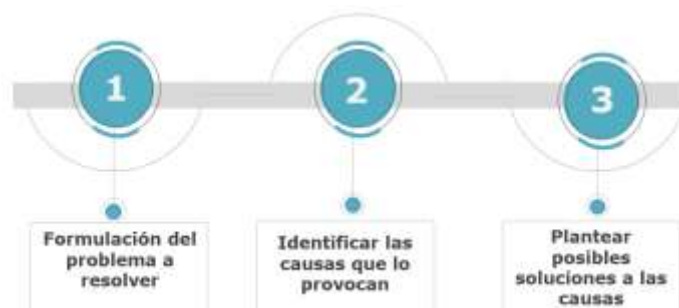 1
2
3
Formulación del
problema a
resolver
Identificar las
causas que lo
provocan
Plantear
posibles
soluciones a las
causas